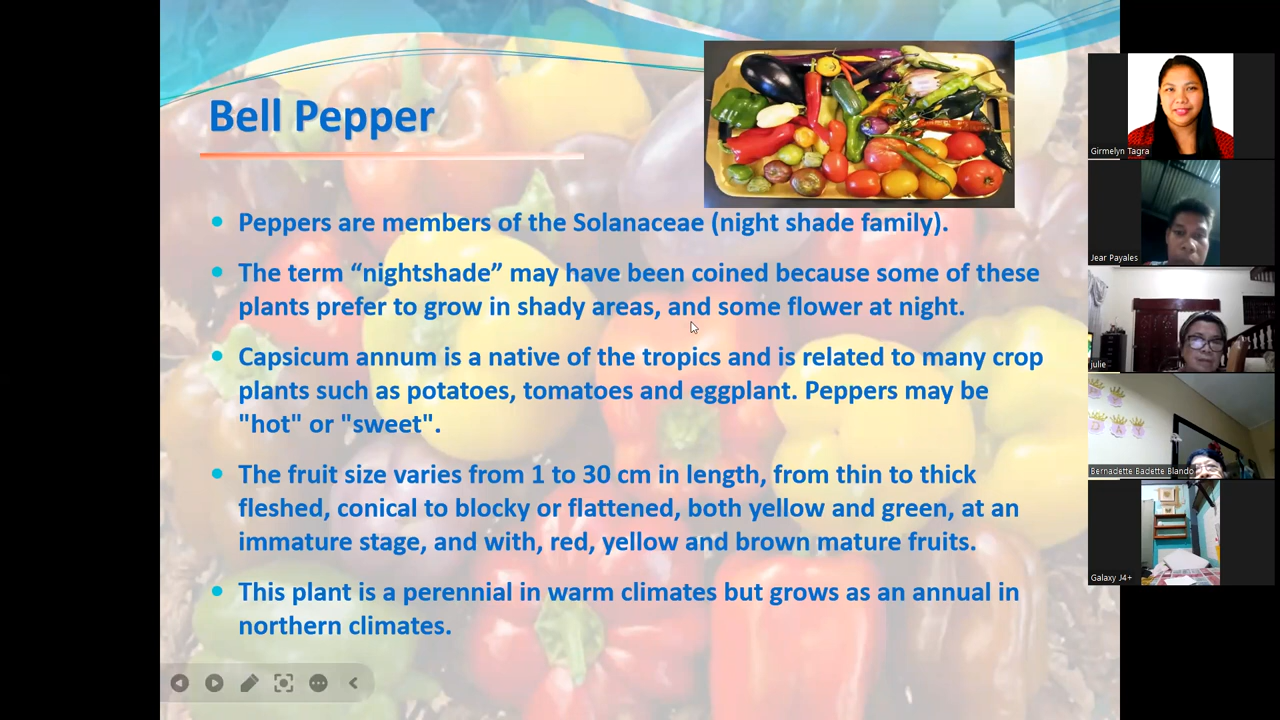 Bell Pepper
Peppers are members of the Solanaceae (night shade family).
The term “nightshade” may have been coined because some of these
plants prefer to grow in shady areas, and some flower at night.
Capsicum annum is a native of the tropics and is related to many crop
plants such as potatoes, tomatoes and eggplant. Peppers may be
"hot" or "sweet".
The fruit size varies from 1 to 30 cm in length, from thin to thick
fleshed, conical to blocky or flattened, both yellow and green, at an
immature stage, and with, red, yellow and brown mature fruits.
This plant is a perennial in warm climates but grows as an annual in
northern climates.
Girmelyn Tagra
Jear Payales
julie
Bernadette Badette Blando
Galaxy J4+